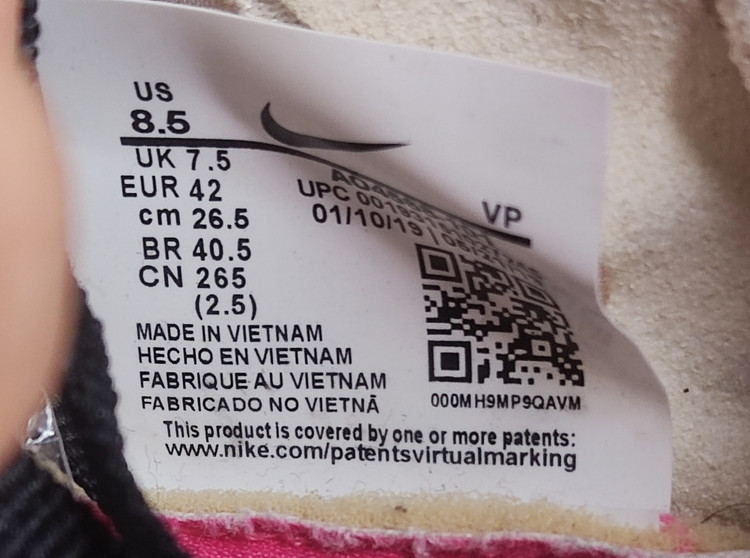 US
8.5
UK 7.5
EUR 42
cm 26.5
BR 40.5
CN 265
(2.5)
VP
UPC
01/10/19 |
000MH9MP9QAVM
MADE IN VIETNAM
HECHO EN VIETNAM
FABRIQUE AU VIETNAM
FABRICADO NO VIETNÃ
This product is covered by one or more patents:
www.nike.com/patentsvirtualmarking